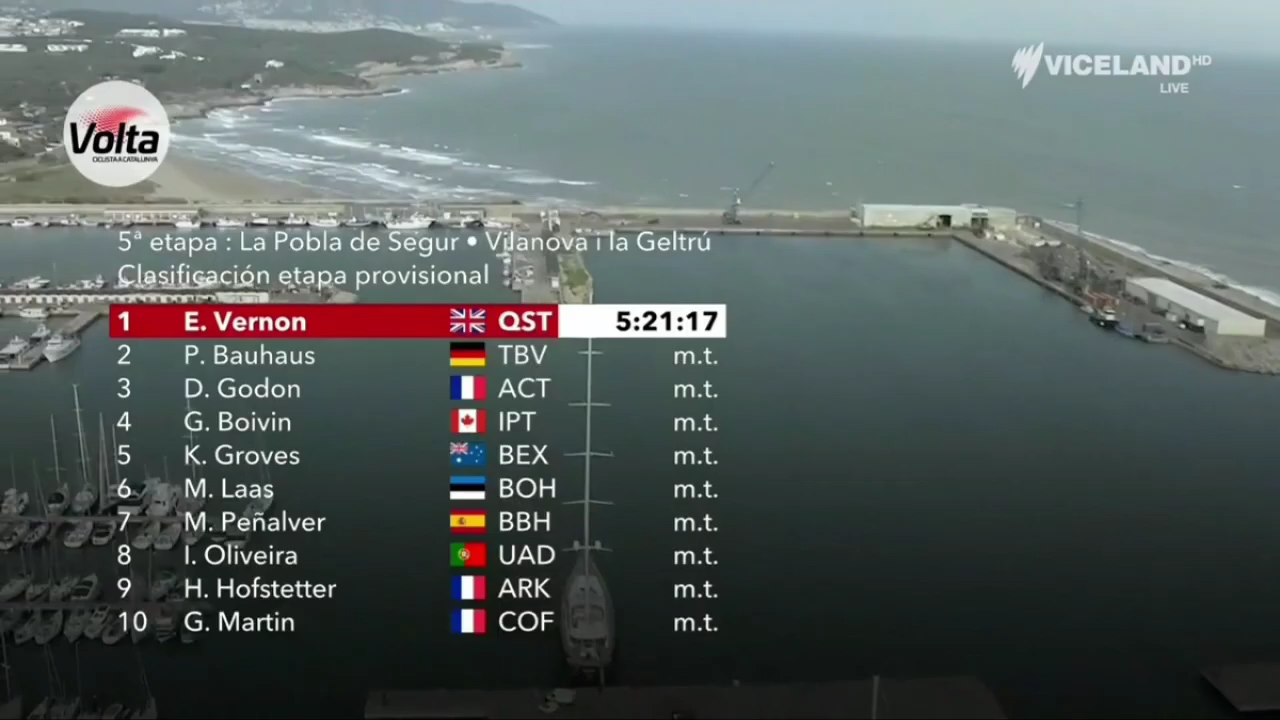 VICELAND HD
LIVE
Volta
CICLISTA A CATALUNYA
5ª etapa : La Pobla de Segur • Vilanova i la Geltrú
Clasificación etapa provisional
1 E. Vernon QST 5:21:17
2 P. Bauhaus TBV m.t.
3 D. Godon ACT m.t.
4 G. Boivin IPT m.t.
5 K. Groves BEX m.t.
6 M. Laas BOH m.t.
7 M. Peñalver BBH m.t.
8 I. Oliveira UAD m.t.
9 H. Hofstetter ARK m.t.
10 G. Martin COF m.t.